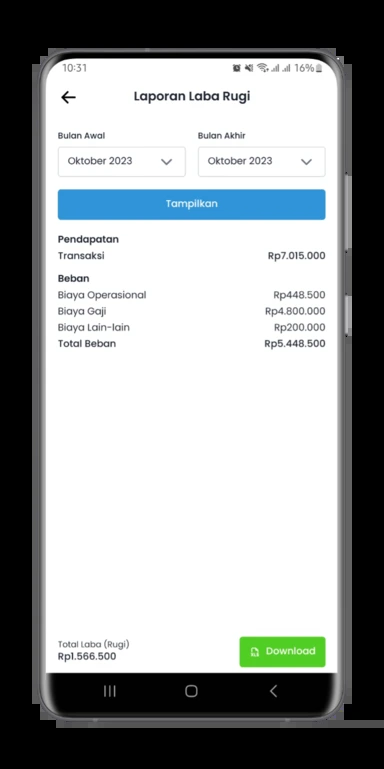 10:31 16%
Laporan Laba Rugi
Bulan Awal Bulan Akhir
Oktober 2023 Oktober 2023
Tampilkan
Pendapatan
Transaksi Rp7.015.000
Beban
Biaya Operasional Rp448.500
Biaya Gaji Rp4.800.000
Biaya Lain-lain Rp200.000
Total Beban Rp5.448.500
Total Laba (Rugi)
Rp1.566.500
Download